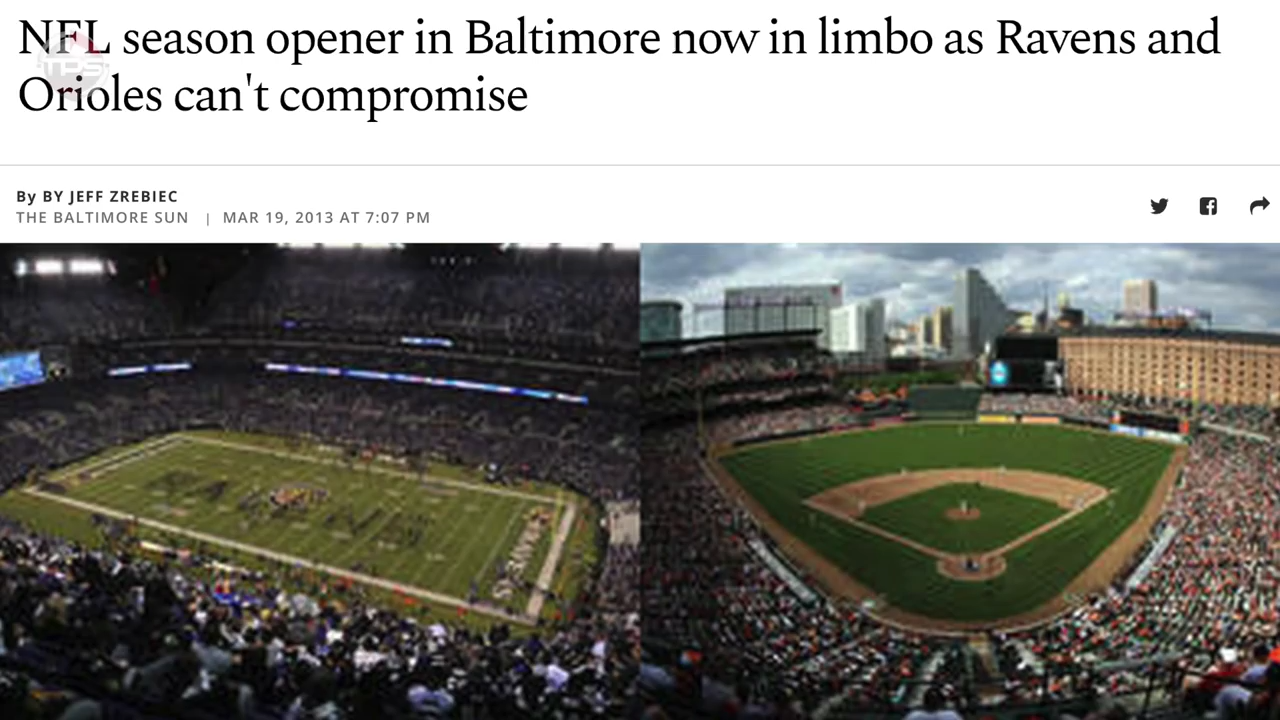 NFL season opener in Baltimore now in limbo as Ravens and
Orioles can't compromise
TPS
By BY JEFF ZREBIEC
THE BALTIMORE SUN | MAR 19, 2013 AT 7:07 PM